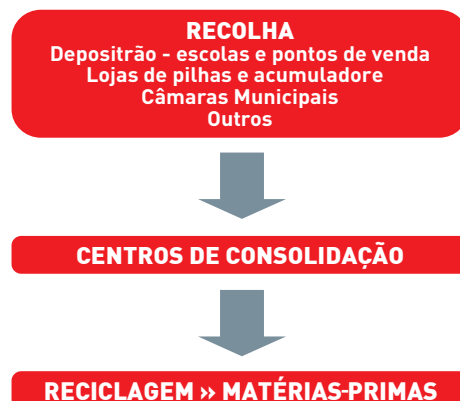 RECOLHA
Depositrão - escolas e pontos de venda
Lojas de pilhas e acumuladore
Câmaras Municipais
Outros
CENTROS DE CONSOLIDAÇÃO
RECICLAGEM ›› MATÉRIAS-PRIMAS